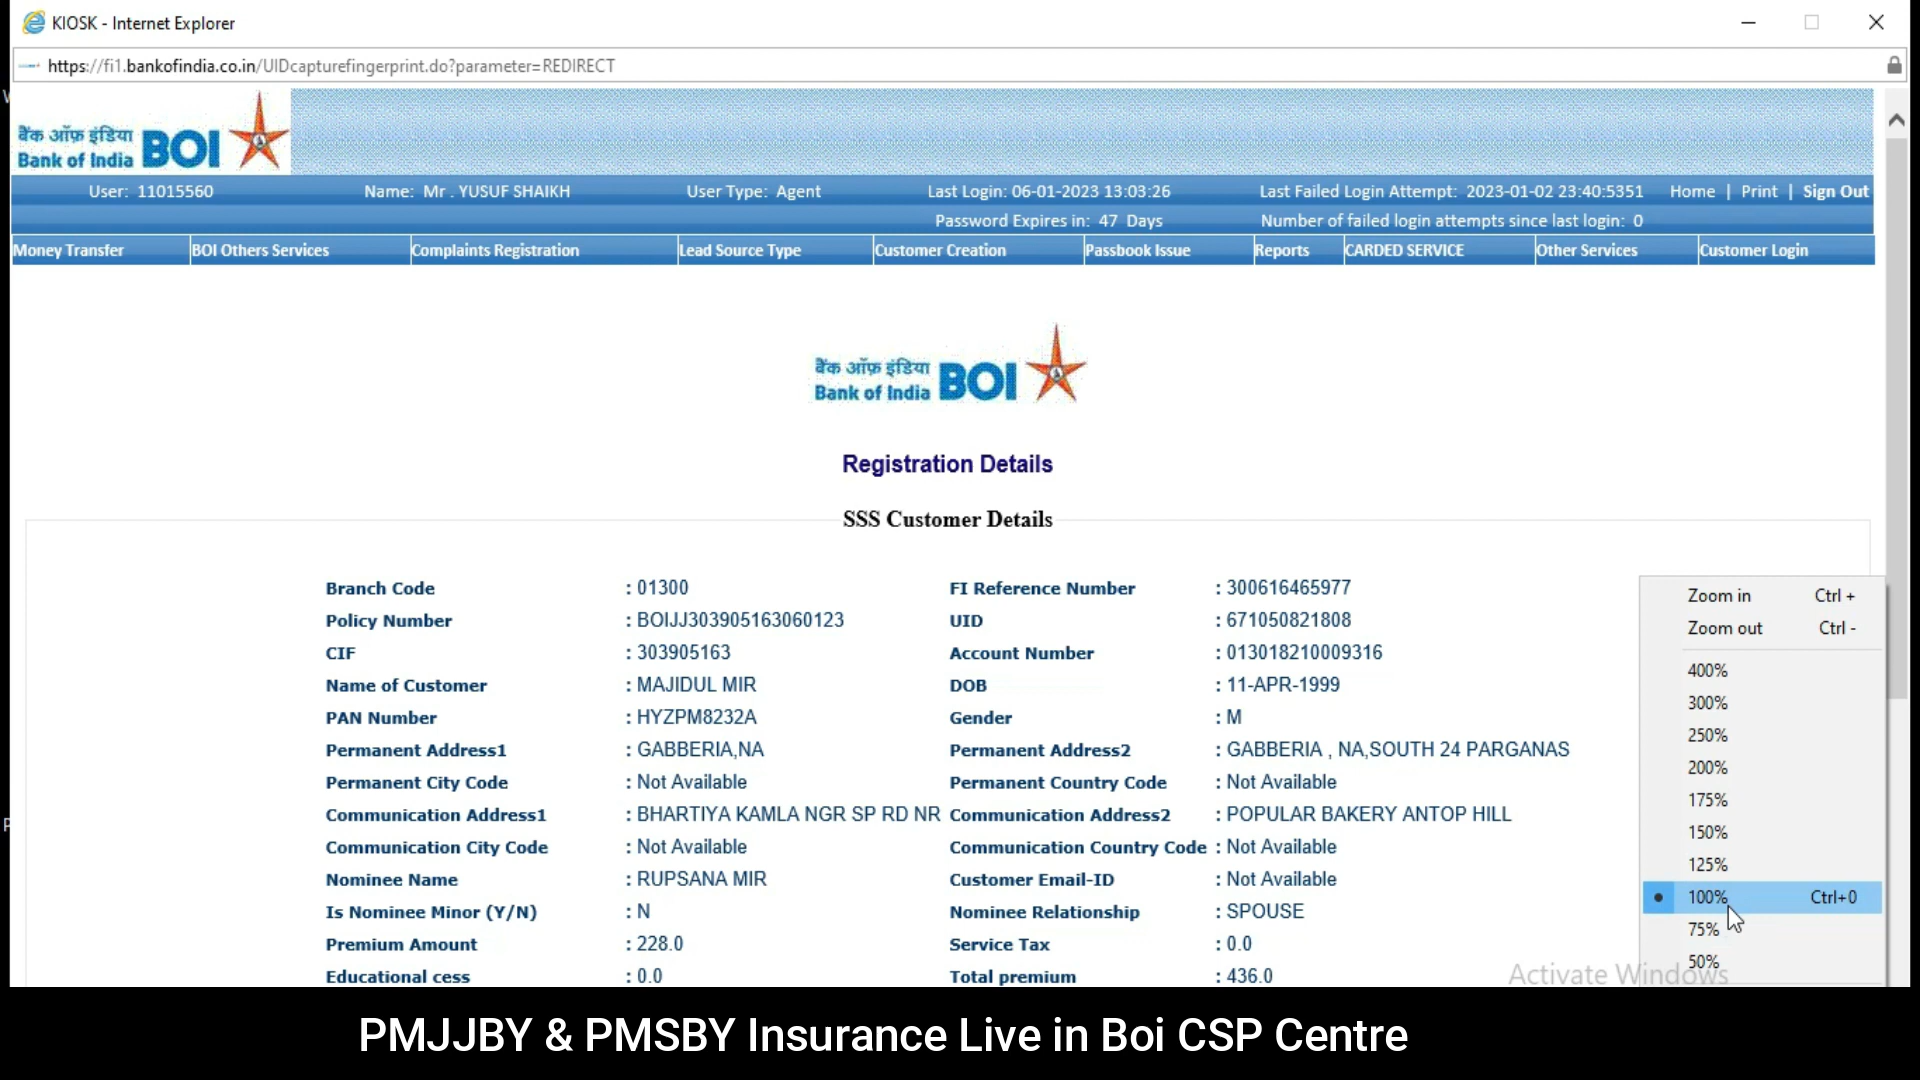 KIOSK - Internet Explorer
https://fi1.bankofindia.co.in/UIDcapturefingerprint.do?parameter=REDIRECT
बैंक ऑफ़ इंडिया
Bank of India BOI
User: 11015560 Name: Mr . YUSUF SHAIKH User Type: Agent Last Login: 06-01-2023 13:03:26 Last Failed Login Attempt: 2023-01-02 23:40:5351 Home | Print | Sign Out
Password Expires in: 47 Days Number of failed login attempts since last login: 0
Money Transfer BOI Others Services Complaints Registration Lead Source Type Customer Creation Passbook Issue Reports CARDED SERVICE Other Services Customer Login
बैंक ऑफ़ इंडिया
Bank of India BOI
Registration Details
SSS Customer Details
Branch Code : 01300 FI Reference Number : 300616465977
Policy Number : BOIJJ303905163060123 UID : 671050821808
CIF : 303905163 Account Number : 013018210009316
Name of Customer : MAJIDUL MIR DOB : 11-APR-1999
PAN Number : HYZPM8232A Gender : M
Permanent Address1 : GABBERIA,NA Permanent Address2 : GABBERIA , NA,SOUTH 24 PARGANAS
Permanent City Code : Not Available Permanent Country Code : Not Available
Communication Address1 : BHARTIYA KAMLA NGR SP RD NR Communication Address2 : POPULAR BAKERY ANTOP HILL
Communication City Code : Not Available Communication Country Code : Not Available
Nominee Name : RUPSANA MIR Customer Email-ID : Not Available
Is Nominee Minor (Y/N) : N Nominee Relationship : SPOUSE
Premium Amount : 228.0 Service Tax : 0.0
Educational cess : 0.0 Total premium : 436.0
Zoom in Ctrl +
Zoom out Ctrl -
400%
300%
250%
200%
175%
150%
125%
100% Ctrl+0
75%
50%
Activate Windows
PMJJBY & PMSBY Insurance Live in Boi CSP Centre